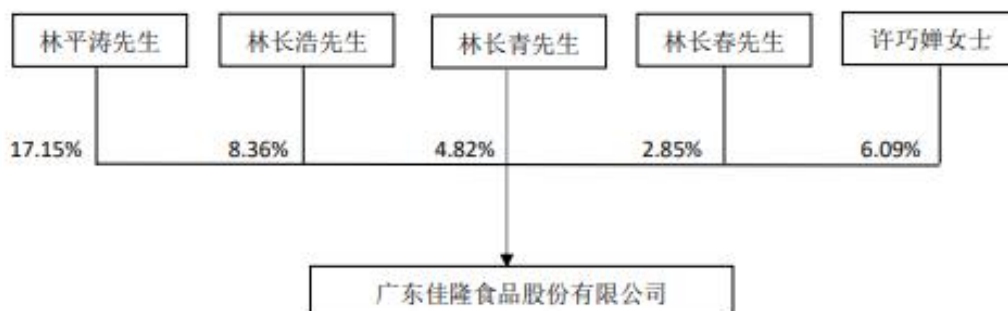 林平涛先生
林长浩先生
林长青先生
林长春先生
许巧婵女士
17.15%
8.36%
4.82%
2.85%
6.09%
广东佳隆食品股份有限公司